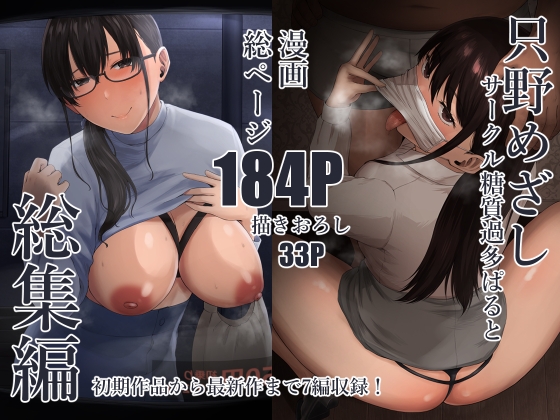 只野めざし
サークル糖質過多ぱると
漫画
総ページ
184P
描きおろし
33P
総集編
初期作品から最新作まで7編収録!